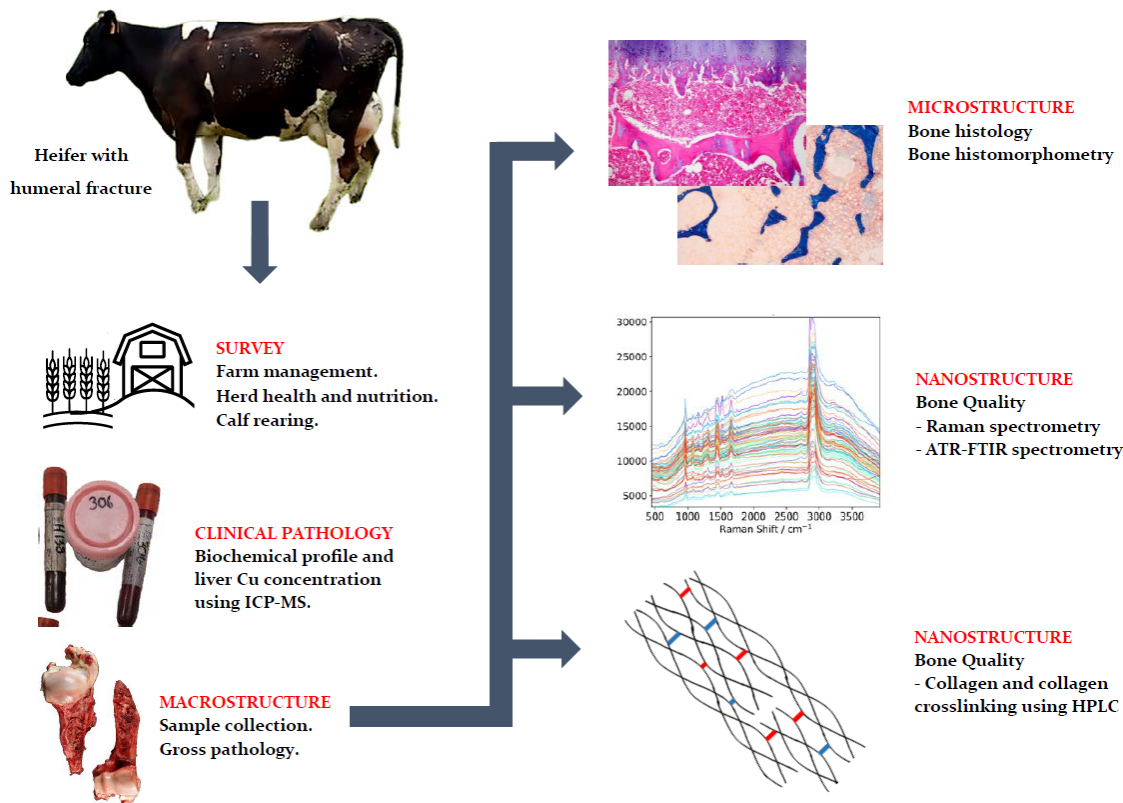 Heifer with
humeral fracture
SURVEY
Farm management.
Herd health and nutrition.
Calf rearing.
306
CLINICAL PATHOLOGY
Biochemical profile and
liver Cu concentration
using ICP-MS.
MACROSTRUCTURE
Sample collection.
Gross pathology.
MICROSTRUCTURE
Bone histology
Bone histomorphometry
30000
25000
20000
15000
10000
5000
500 1000 1500 2000 2500 3000 3500
Raman Shift / cm⁻¹
NANOSTRUCTURE
Bone Quality
- Raman spectrometry
- ATR-FTIR spectrometry
NANOSTRUCTURE
Bone Quality
- Collagen and collagen
crosslinking using HPLC